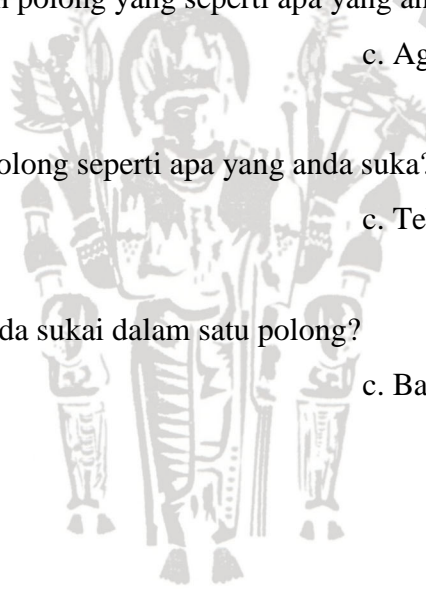 polong yang seperti apa yang
c. Ag
olong seperti apa yang anda suka?
c. Te
da sukai dalam satu polong?
c. Ba